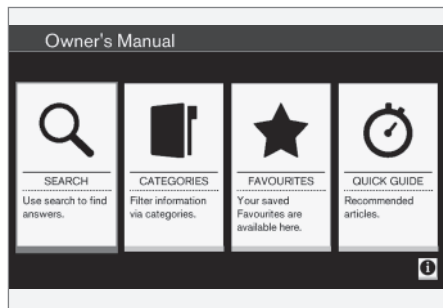 Owner's Manual
SEARCH
Use search to find
answers.
CATEGORIES
Filter information
via categories.
FAVOURITES
Your saved
Favourites are
available here.
QUICK GUIDE
Recommended
articles.